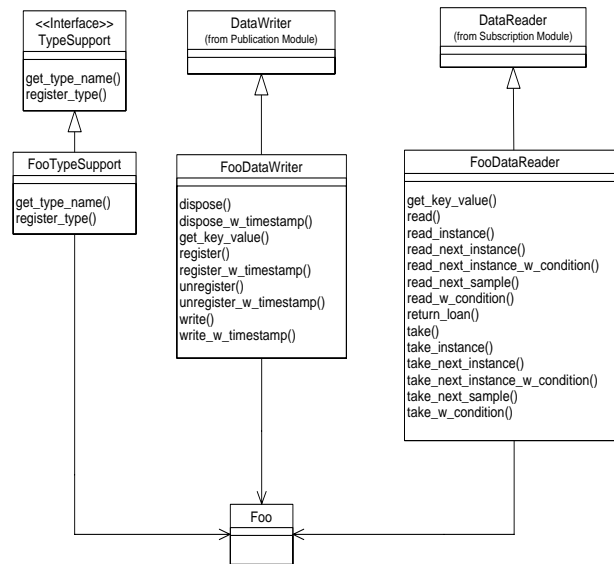 <<Interface>>
TypeSupport
get_type_name()
register_type()
DataWriter
(from Publication Module)
DataReader
(from Subscription Module)
FooTypeSupport
get_type_name()
register_type()
FooDataWriter
dispose()
dispose_w_timestamp()
get_key_value()
register()
register_w_timestamp()
unregister()
unregister_w_timestamp()
write()
write_w_timestamp()
FooDataReader
get_key_value()
read()
read_instance()
read_next_instance()
read_next_instance_w_condition()
read_next_sample()
read_w_condition()
return_loan()
take()
take_instance()
take_next_instance()
take_next_instance_w_condition()
take_next_sample()
take_w_condition()
Foo